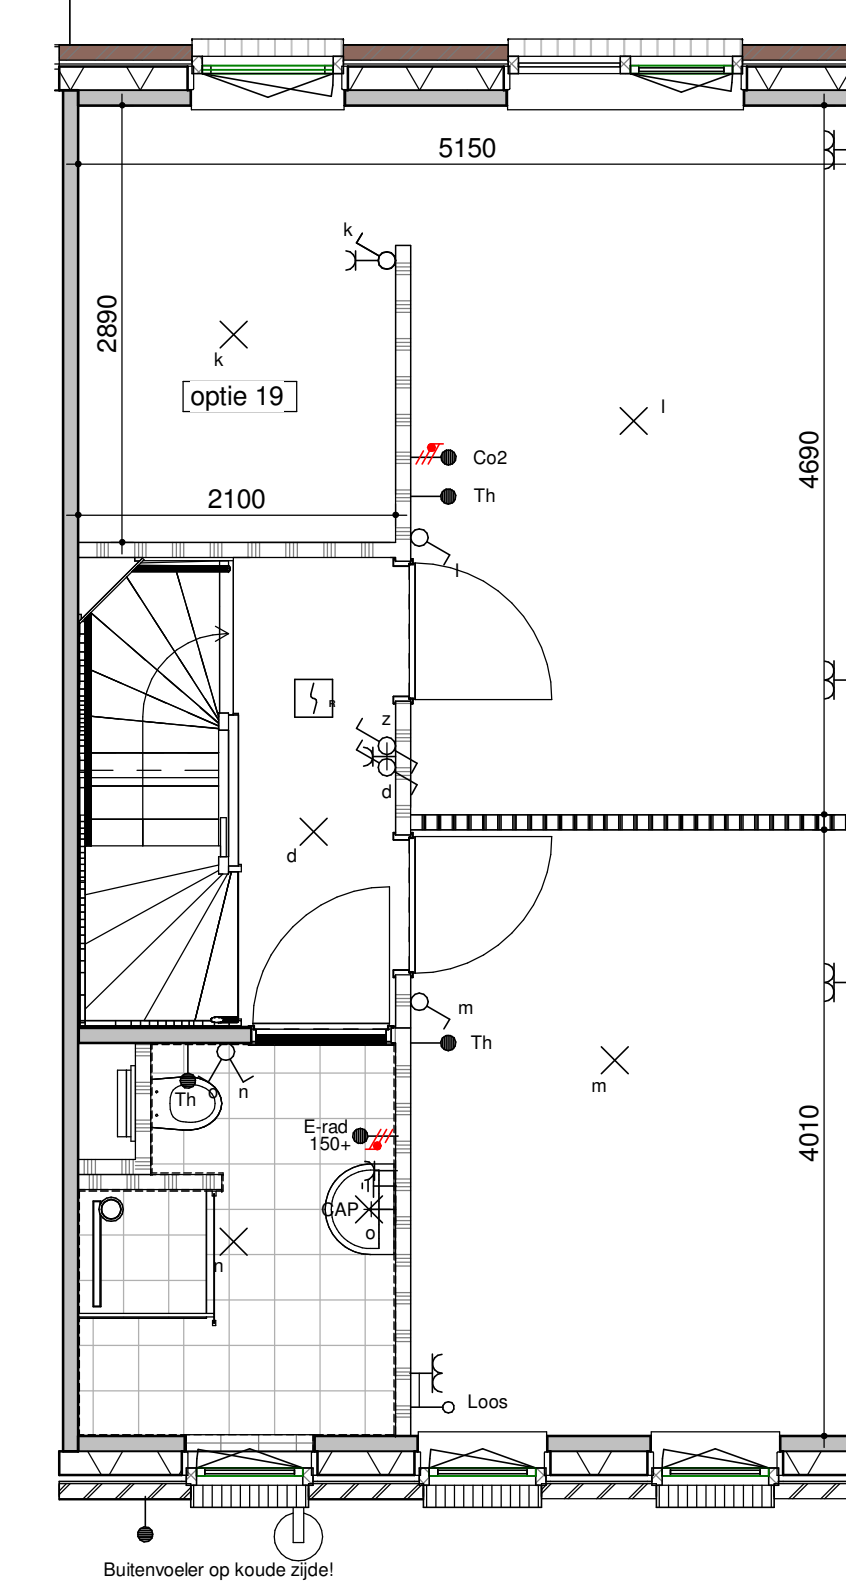 5150
k
2890
k
optie 19
l
Co2
4690
2100
Th
l
R
z
d
d
m
Th
m
Th
o
n
E-rad
150+
4010
CAP
o
n
Loos
Buitenvoeler op koude zijde!